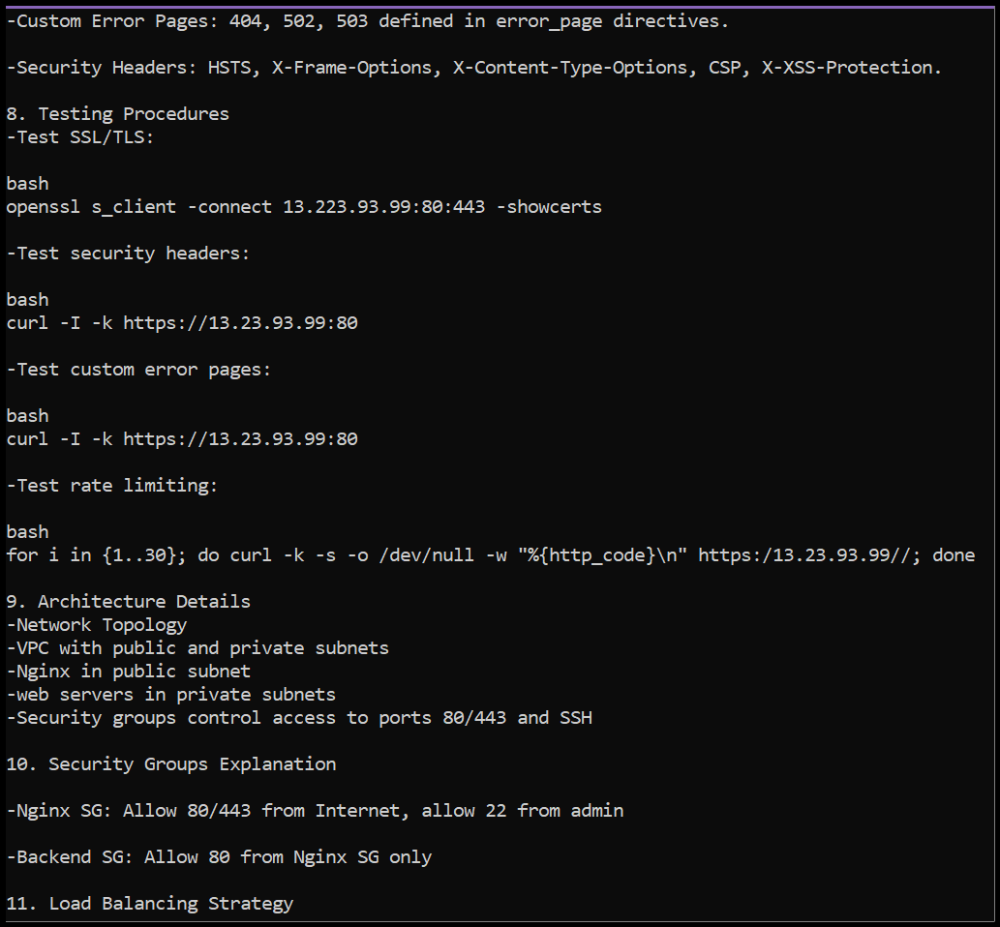 -Custom Error Pages: 404, 502, 503 defined in error_page directives.
-Security Headers: HSTS, X-Frame-Options, X-Content-Type-Options, CSP, X-XSS-Protection.
8. Testing Procedures
-Test SSL/TLS:
bash
openssl s_client -connect 13.223.93.99:80:443 -showcerts
-Test security headers:
bash
curl -I -k https://13.23.93.99:80
-Test custom error pages:
bash
curl -I -k https://13.23.93.99:80
-Test rate limiting:
bash
for i in {1..30}; do curl -k -s -o /dev/null -w "%{http_code}\n" https:/13.23.93.99//; done
9. Architecture Details
-Network Topology
-VPC with public and private subnets
-Nginx in public subnet
-web servers in private subnets
-Security groups control access to ports 80/443 and SSH
10. Security Groups Explanation
-Nginx SG: Allow 80/443 from Internet, allow 22 from admin
-Backend SG: Allow 80 from Nginx SG only
11. Load Balancing Strategy